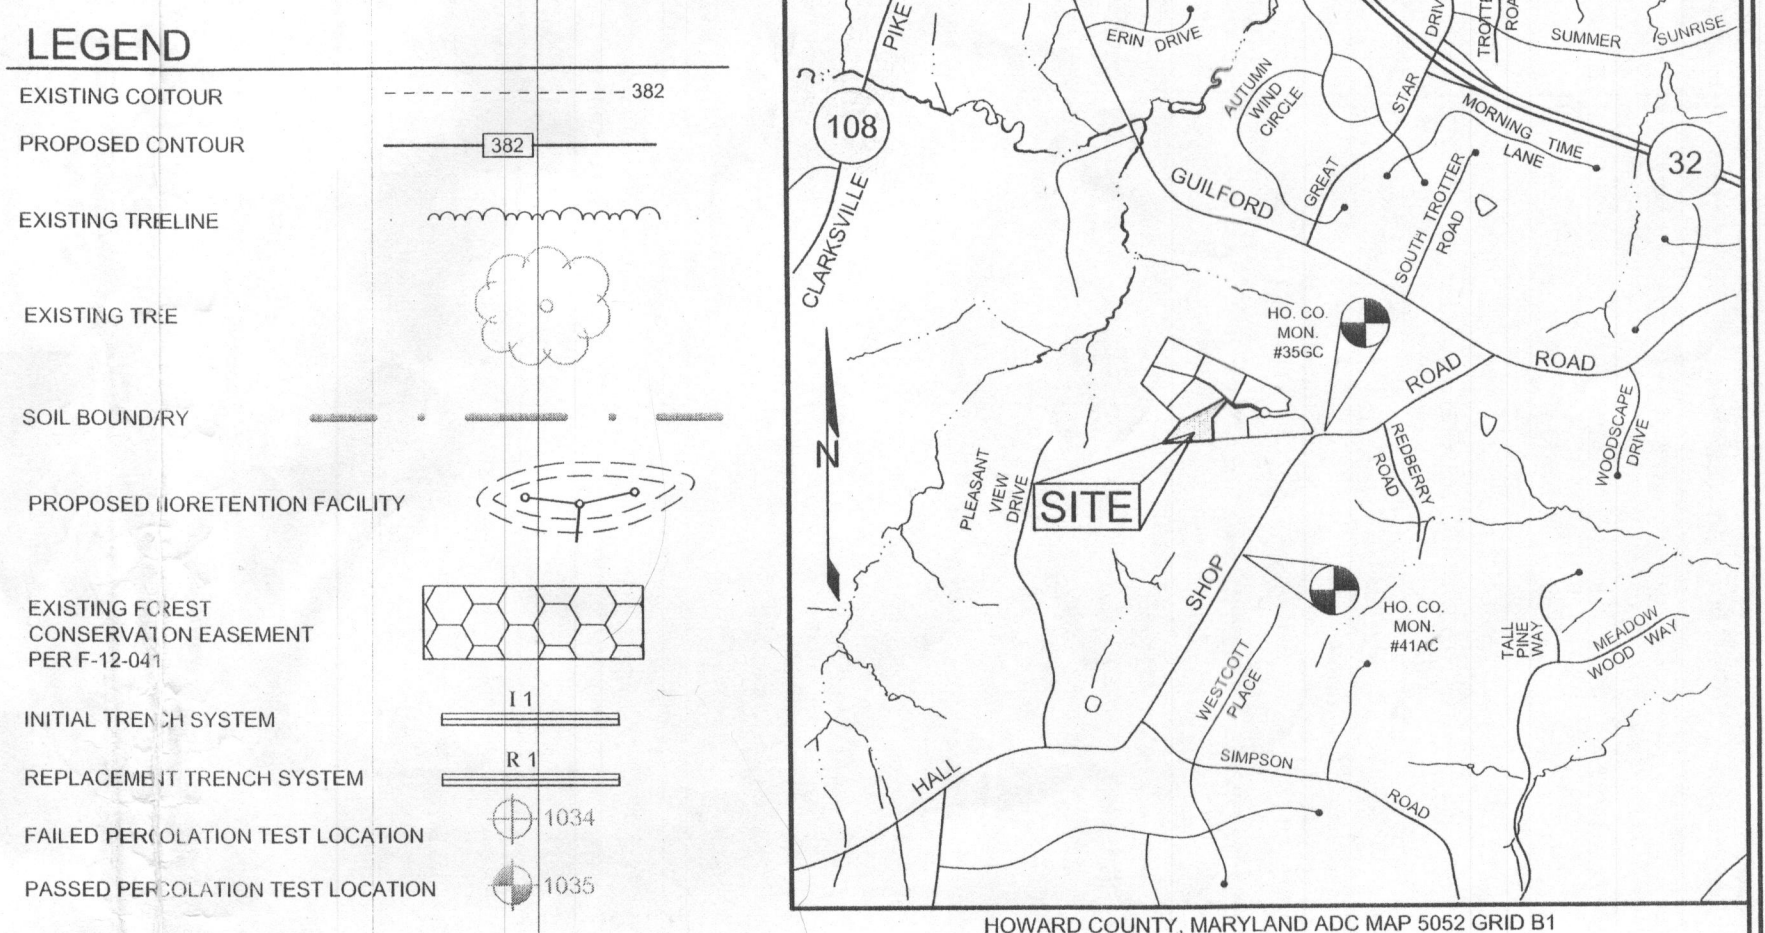 LEGEND
EXISTING CONTOUR
382
PROPOSED CONTOUR
382
EXISTING TREELINE
EXISTING TREE
SOIL BOUNDARY
PROPOSED BIORETENTION FACILITY
EXISTING FOREST
CONSERVATION EASEMENT
PER F-12-041
I 1
INITIAL TRENCH SYSTEM
R 1
REPLACEMENT TRENCH SYSTEM
1034
FAILED PERCOLATION TEST LOCATION
1035
PASSED PERCOLATION TEST LOCATION
PIKE
108
CLARKSVILLE
ERIN DRIVE
AUTUMN
WIND
CIRCLE
GREAT STAR
SUMMER SUNRISE
MORNING TIME
LANE
32
GUILFORD
SOUTH TROTTER
ROAD
HO. CO.
MON.
#35GC
ROAD
ROAD
N
PLEASANT
VIEW
DRIVE
SITE
REDBERRY
ROAD
WOODSCAPE
DRIVE
SHOP
HO. CO.
MON.
#41AC
TALL
PINE
WAY
MEADOW
WOOD WAY
WESTCOTT
PLACE
HALL
SIMPSON
ROAD
HOWARD COUNTY, MARYLAND ADC MAP 5052 GRID B1